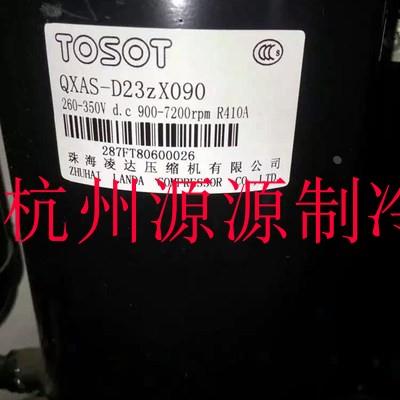 TOSOT
CCC S
QXAS-D23zX090
260-350V d.c 900-7200rpm R410A
287FT80600026
珠海凌达压缩机有限公司
ZHUHAI LANDA COMPRESSOR CO.,LTD
杭州源源制冷